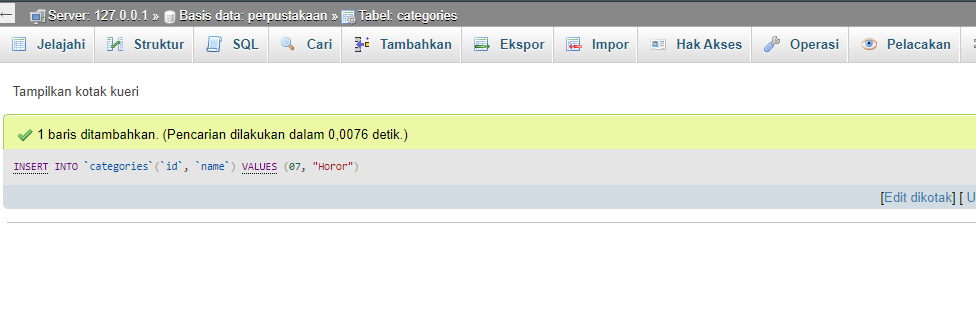 Server: 127.0.0.1 » Basis data: perpustakaan » Tabel: categories
Jelajahi Struktur SQL Cari Tambahkan Ekspor Impor Hak Akses Operasi Pelacakan
Tampilkan kotak kueri
1 baris ditambahkan. (Pencarian dilakukan dalam 0,0076 detik.)
INSERT INTO `categories`(`id`, `name`) VALUES (07, "Horor")
[Edit dikotak] [ U